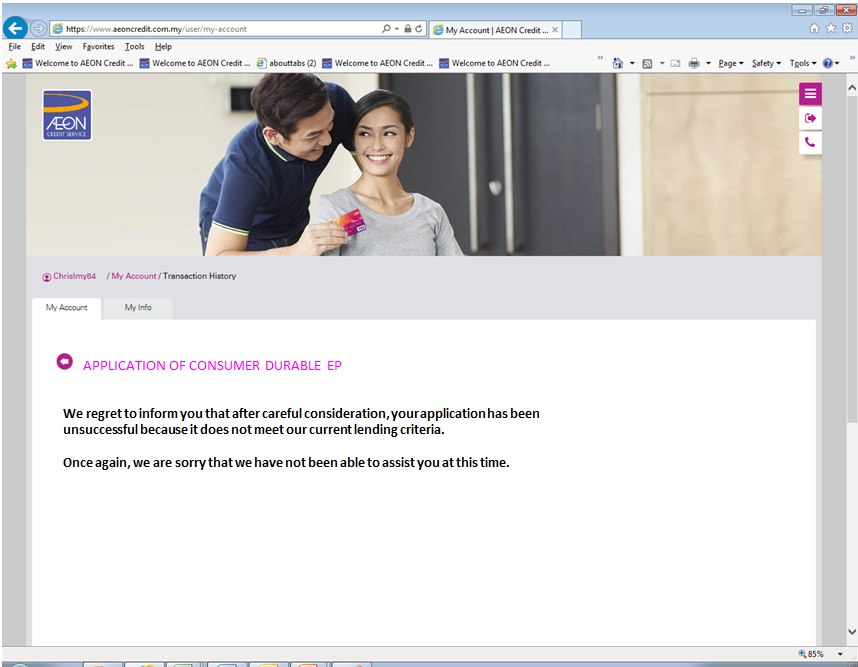 https://www.aeoncredit.com.my/user/my-account
My Account | AEON Credit ...
File Edit View Favorites Tools Help
Welcome to AEON Credit ... Welcome to AEON Credit ... abouttabs (2) Welcome to AEON Credit ... Welcome to AEON Credit ... » Page Safety Tools »
ÆON
CREDIT SERVICE
Chrislmy84 / My Account / Transaction History
My Account My Info
APPLICATION OF CONSUMER DURABLE EP
We regret to inform you that after careful consideration, your application has been
unsuccessful because it does not meet our current lending criteria.
Once again, we are sorry that we have not been able to assist you at this time.
85%